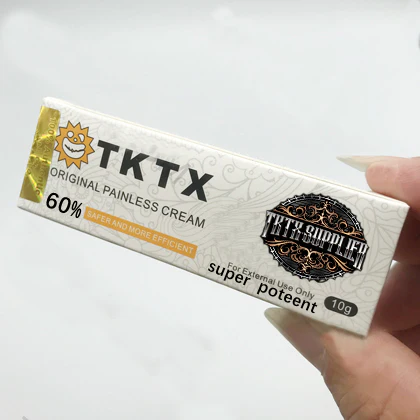 TKTX
ORIGINAL PAINLESS CREAM
60% SAFER AND MORE EFFICIENT
TKTX SUPPLIER
For External Use Only
super poteent
10g